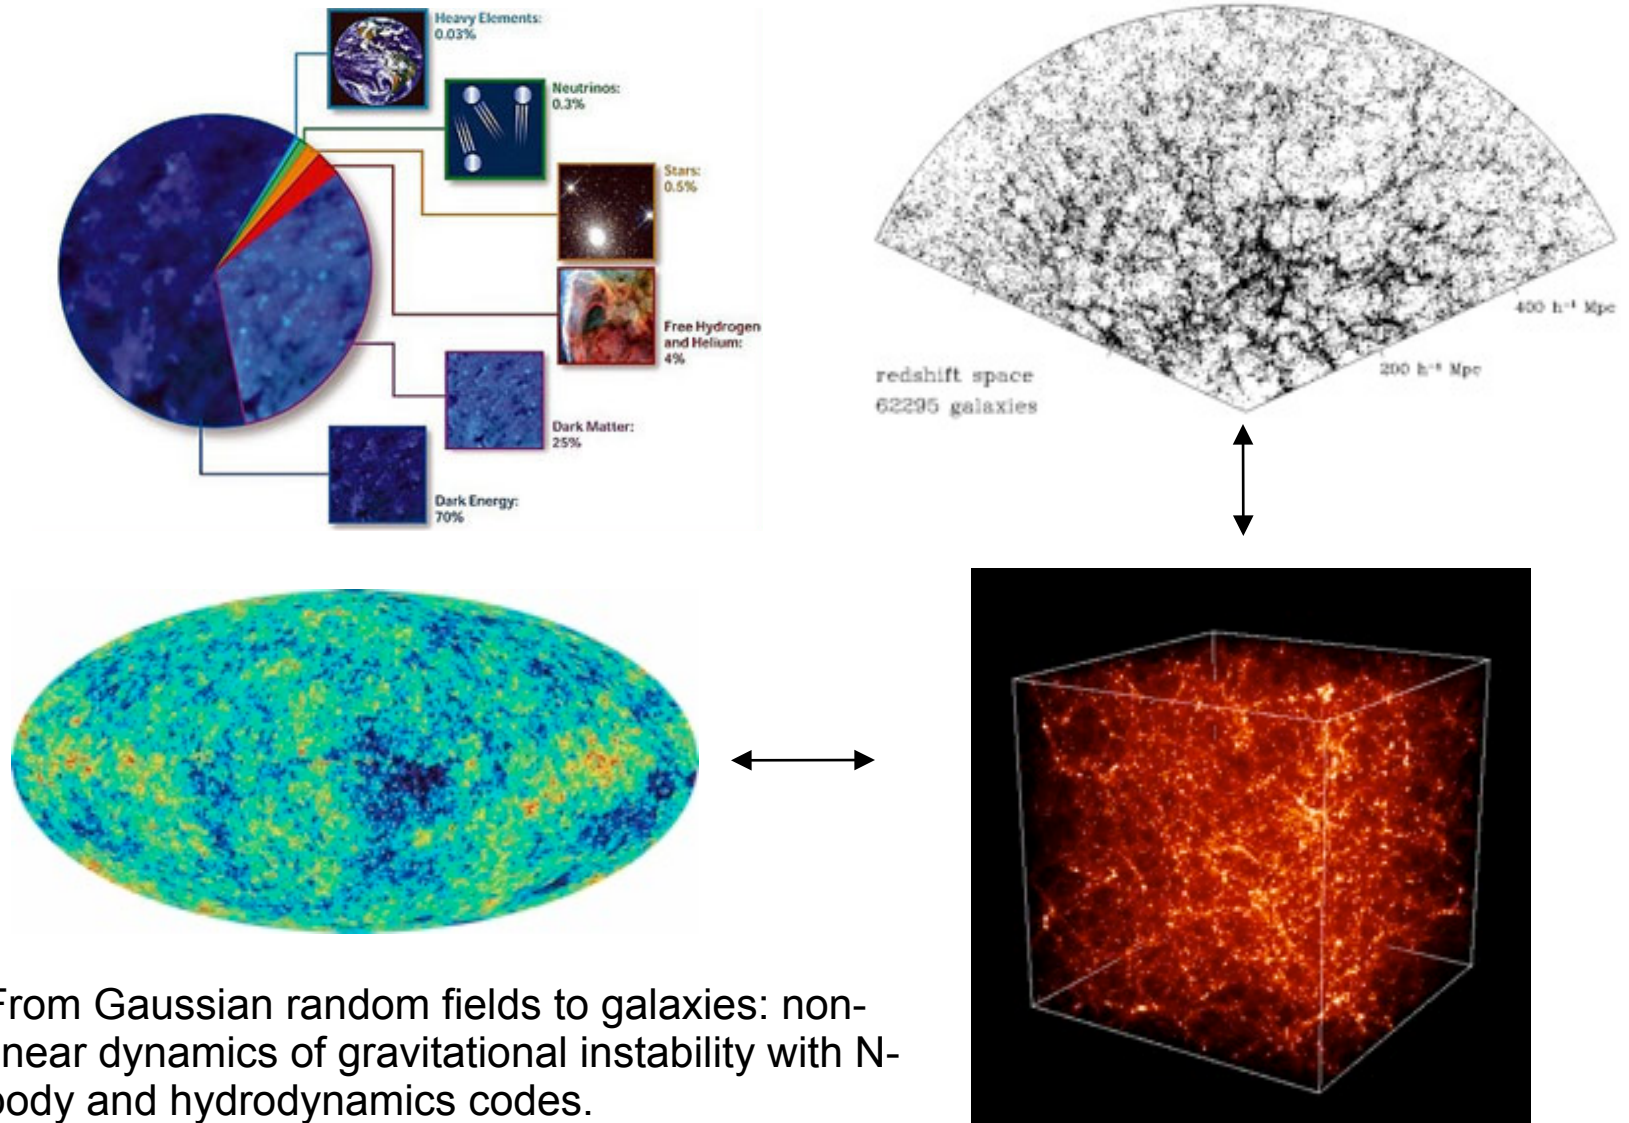 Heavy Elements:
0.03%
Neutrinos:
0.3%
Stars:
0.5%
Free Hydrogen
and Helium:
4%
Dark Matter:
25%
Dark Energy:
70%
400 h⁻¹ Mpc
200 h⁻¹ Mpc
redshift space
62295 galaxies
From Gaussian random fields to galaxies: non-
near dynamics of gravitational instability with N-
body and hydrodynamics codes.